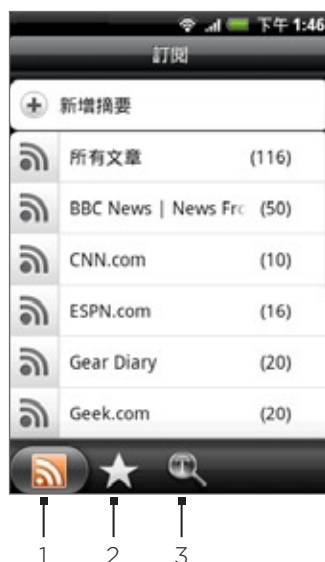 下午 1:46
訂閱
新增摘要
所有文章 (116)
BBC News | News Fr (50)
CNN.com (10)
ESPN.com (16)
Gear Diary (20)
Geek.com (20)
1 2 3